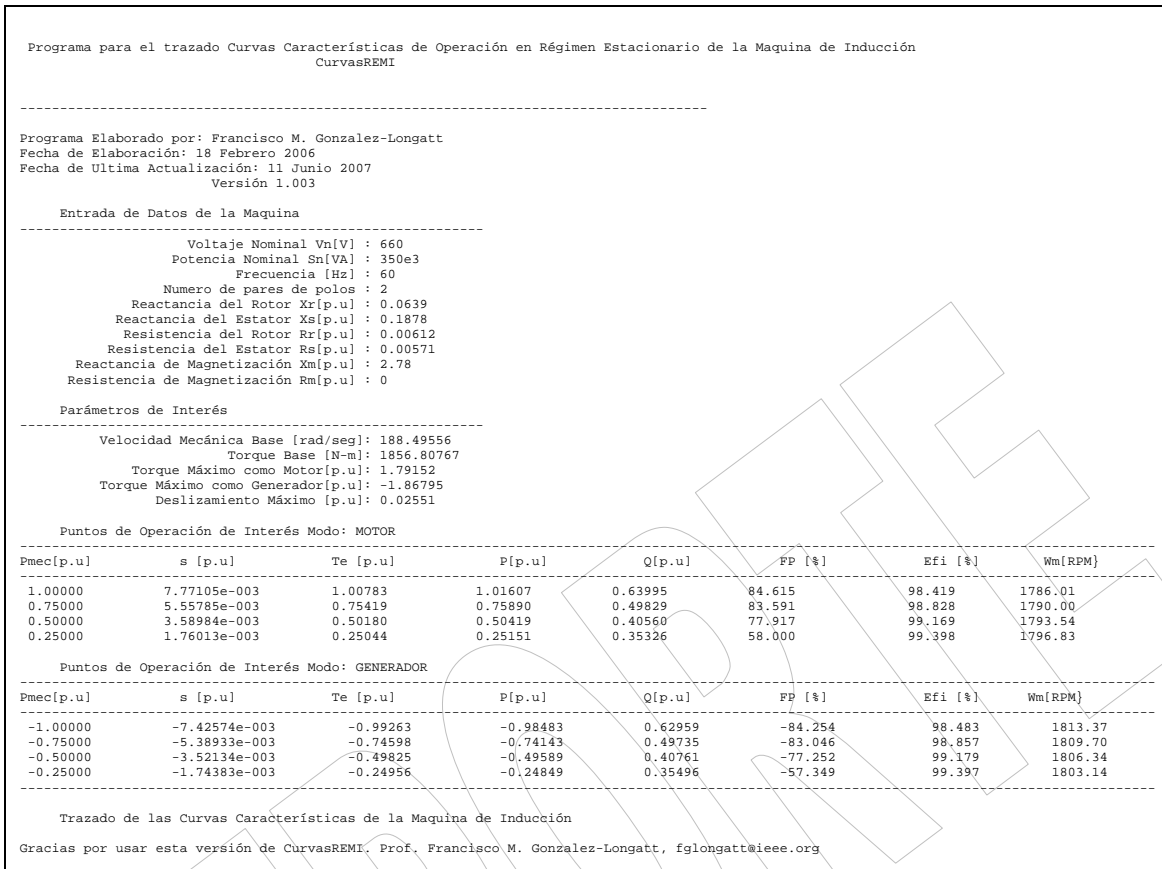 Programa para el trazado Curvas Características de Operación en Régimen Estacionario de la Maquina de Inducción
CurvasREMI
---------------------------------------------------------------------------------------
Programa Elaborado por: Francisco M. Gonzalez-Longatt
Fecha de Elaboración: 18 Febrero 2006
Fecha de Ultima Actualización: 11 Junio 2007
Versión 1.003
Entrada de Datos de la Maquina
-----------------------------------------------------------
Voltaje Nominal Vn[V] : 660
Potencia Nominal Sn[VA] : 350e3
Frecuencia [Hz] : 60
Numero de pares de polos : 2
Reactancia del Rotor Xr[p.u] : 0.0639
Reactancia del Estator Xs[p.u] : 0.1878
Resistencia del Rotor Rr[p.u] : 0.00612
Resistencia del Estator Rs[p.u] : 0.00571
Reactancia de Magnetización Xm[p.u] : 2.78
Resistencia de Magnetización Rm[p.u] : 0
Parámetros de Interés
-----------------------------------------------------------
Velocidad Mecánica Base [rad/seg]: 188.49556
Torque Base [N-m]: 1856.80767
Torque Máximo como Motor[p.u]: 1.79152
Torque Máximo como Generador[p.u]: -1.86795
Deslizamiento Máximo [p.u]: 0.02551
Puntos de Operación de Interés Modo: MOTOR
Pmec[p.u] s [p.u] Te [p.u] P[p.u] Q[p.u] FP [%] Efi [%] Wm[RPM}
1.00000 7.77105e-003 1.00783 1.01607 0.63995 84.615 98.419 1786.01
0.75000 5.55785e-003 0.75419 0.75890 0.49829 83.591 98.828 1790.00
0.50000 3.58984e-003 0.50180 0.50419 0.40560 77.917 99.169 1793.54
0.25000 1.76013e-003 0.25044 0.25151 0.35326 58.000 99.398 1796.83
Puntos de Operación de Interés Modo: GENERADOR
Pmec[p.u] s [p.u] Te [p.u] P[p.u] Q[p.u] FP [%] Efi [%] Wm[RPM}
-1.00000 -7.42574e-003 -0.99263 -0.98483 0.62959 -84.254 98.483 1813.37
-0.75000 -5.38933e-003 -0.74598 -0.74143 0.49735 -83.046 98.857 1809.70
-0.50000 -3.52134e-003 -0.49825 -0.49589 0.40761 -77.252 99.179 1806.34
-0.25000 -1.74383e-003 -0.24956 -0.24849 0.35496 -57.349 99.397 1803.14
Trazado de las Curvas Características de la Maquina de Inducción
Gracias por usar esta versión de CurvasREMI. Prof. Francisco M. Gonzalez-Longatt, fglongatt@ieee.org